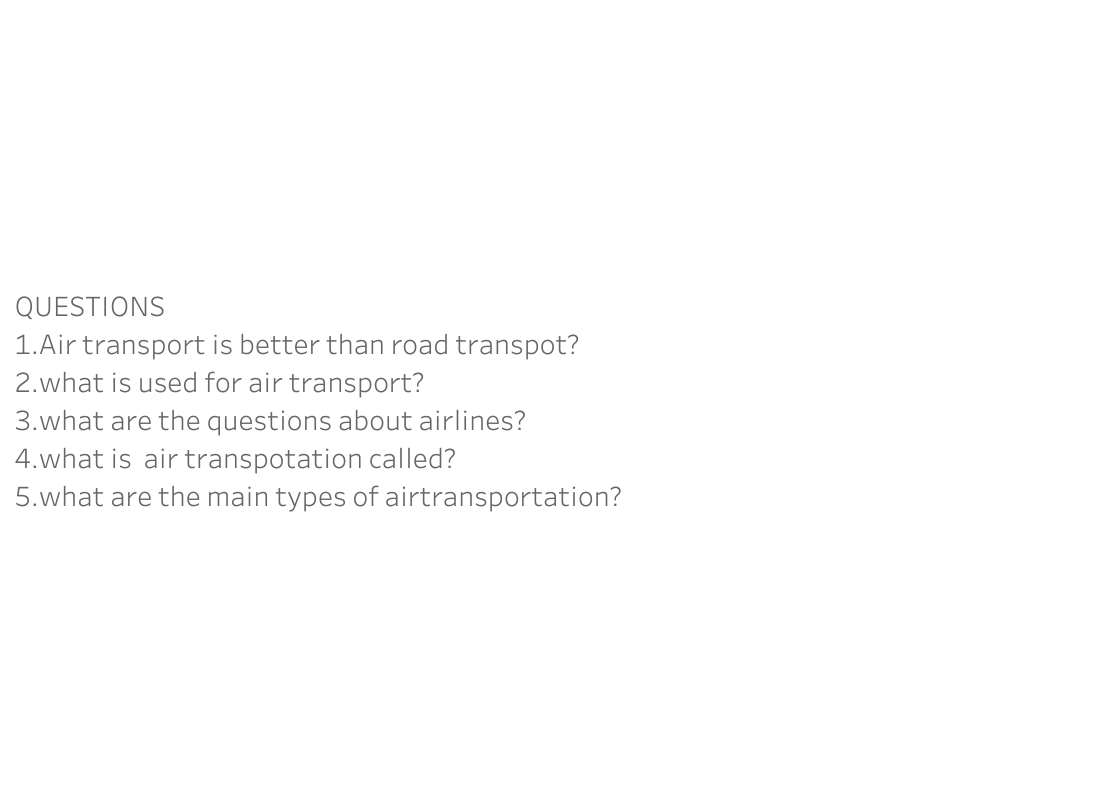 QUESTIONS
1.Air transport is better than road transpot?
2.what is used for air transport?
3.what are the questions about airlines?
4.what is  air transpotation called?
5.what are the main types of airtransportation?